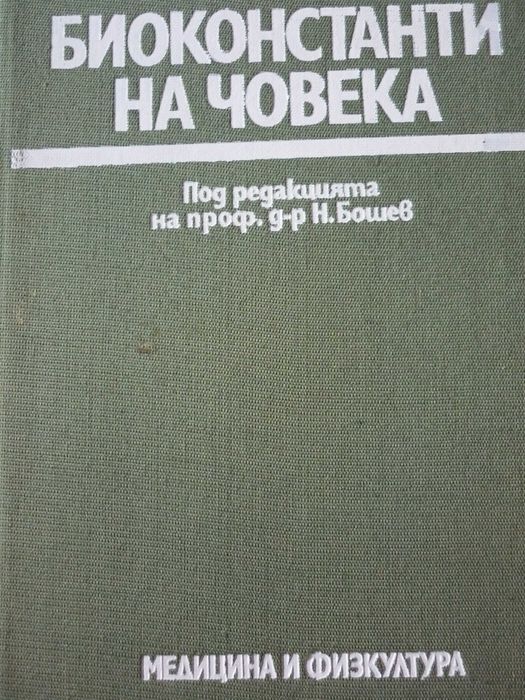 БИОКОНСТАНТИ
НА ЧОВЕКА
Под редакцията
на проф. д-р Н. Бошев
МЕДИЦИНА И ФИЗКУЛТУРА